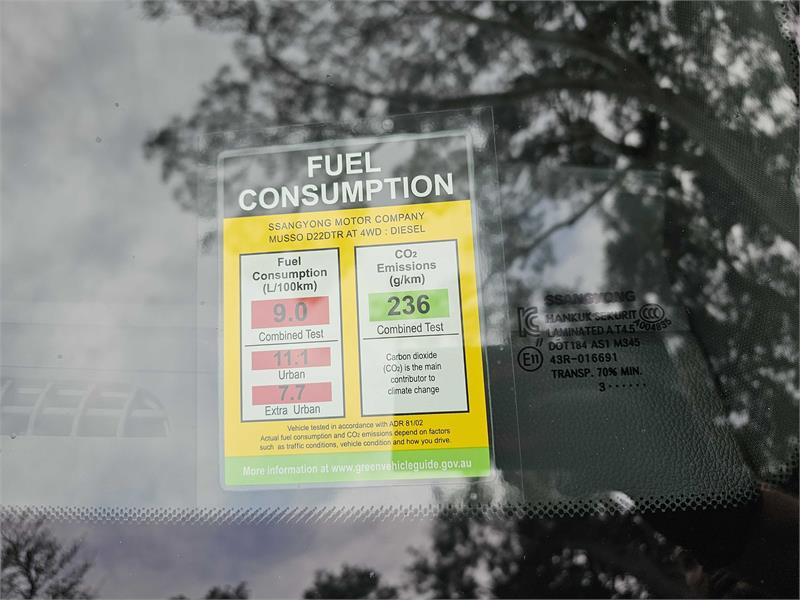 FUEL
CONSUMPTION
SSANGYONG MOTOR COMPANY
MUSSO D22DTR AT 4WD : DIESEL
Fuel
Consumption
(L/100km)
9.0
Combined Test
11.1
Urban
7.7
Extra Urban
CO₂
Emissions
(g/km)
236
Combined Test
Carbon dioxide
(CO₂) is the main
contributor to
climate change
Vehicle tested in accordance with ADR 81/02
Actual fuel consumption and CO₂ emissions depend on factors
such as traffic conditions, vehicle condition and how you drive.
More information at www.greenvehicleguide.gov.au
SSANGYONG
HANKUK SEKURIT
LAMINATED A T4.5
DOT184 AS1 M345
E11 43R-016691
TRANSP. 70% MIN.
3 ······